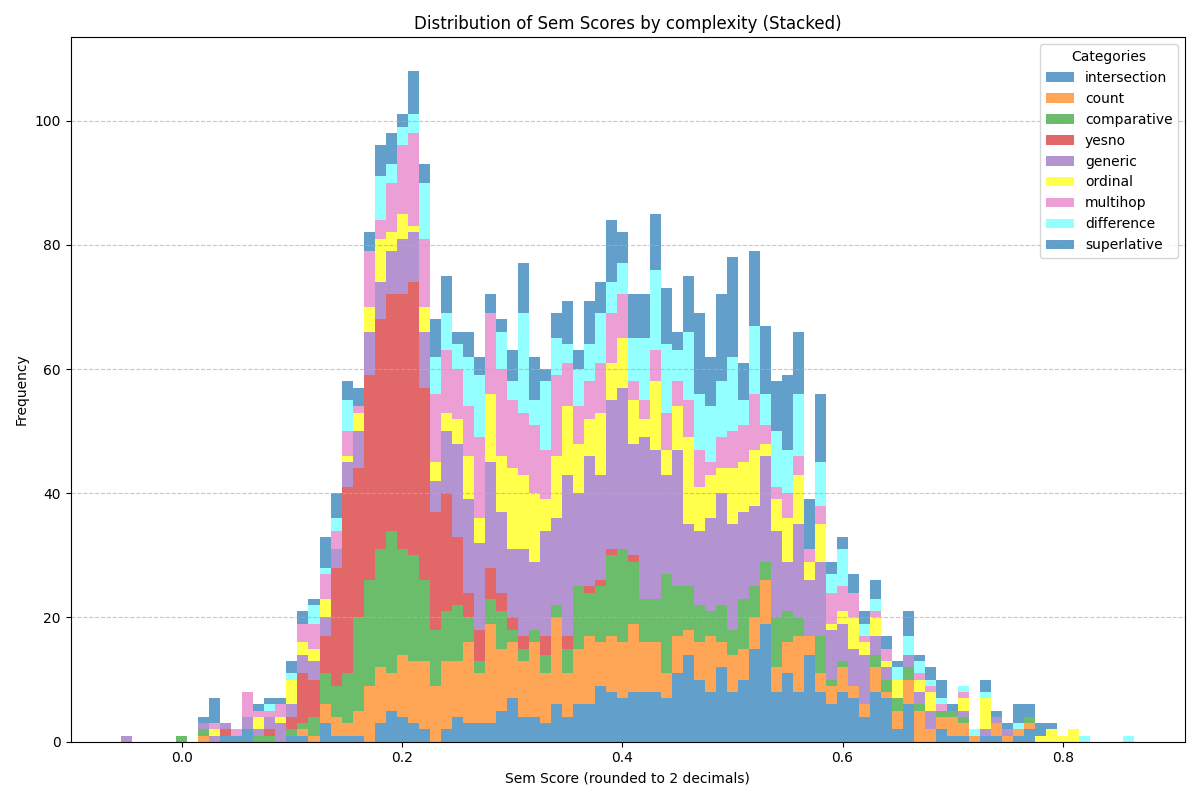 Distribution of Sem Scores by complexity (Stacked)
Categories
intersection
count
comparative
yesno
generic
ordinal
multihop
difference
superlative
Frequency
100
80
60
40
20
0
0.0 0.2 0.4 0.6 0.8
Sem Score (rounded to 2 decimals)